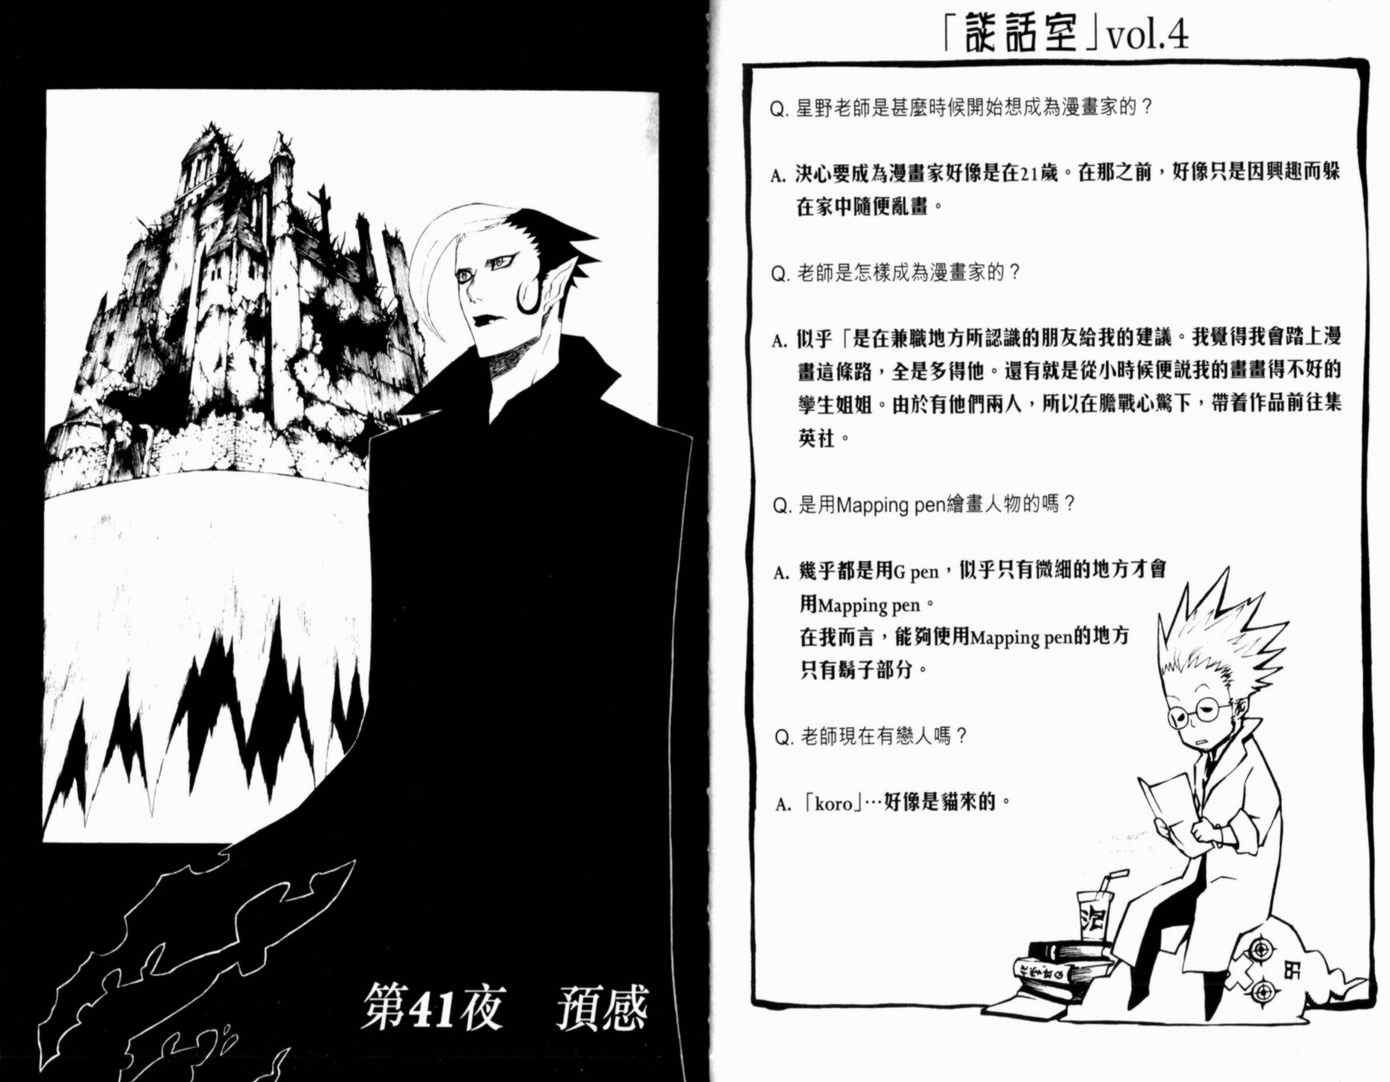 「談話室」vol.4
Q. 星野老師是甚麼時候開始想成為漫畫家的？
A. 決心要成為漫畫家好像是在21歲。在那之前，好像只是因興趣而躲
在家中隨便亂畫。
Q. 老師是怎樣成為漫畫家的？
A. 似乎「是在兼職地方所認識的朋友給我的建議。我覺得我會踏上漫
畫這條路，全是多得他。還有就是從小時候便說我的畫畫得不好的
孿生姐姐。由於有他們兩人，所以在膽戰心驚下，帶着作品前往集
英社。
Q. 是用Mapping pen繪畫人物的嗎？
A. 幾乎都是用G pen，似乎只有微細的地方才會
用Mapping pen。
在我而言，能夠使用Mapping pen的地方
只有鬍子部分。
Q. 老師現在有戀人嗎？
A. 「koro」⋯好像是貓來的。
第41夜　預感